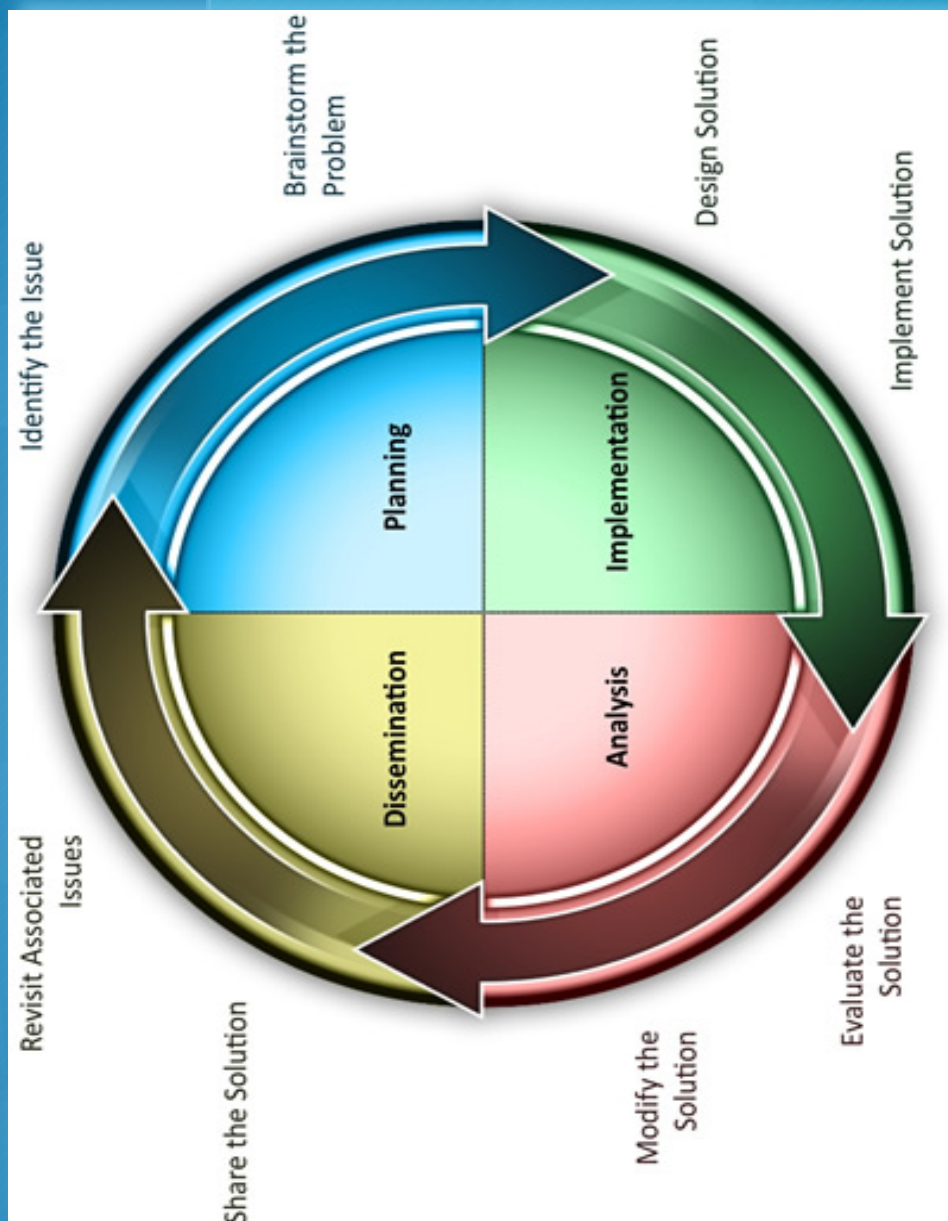 Identify the Issue
Brainstorm the
Problem
Planning
Design Solution
Implement Solution
Implementation
Evaluate the
Solution
Modify the
Solution
Analysis
Share the Solution
Revisit Associated
Issues
Dissemination